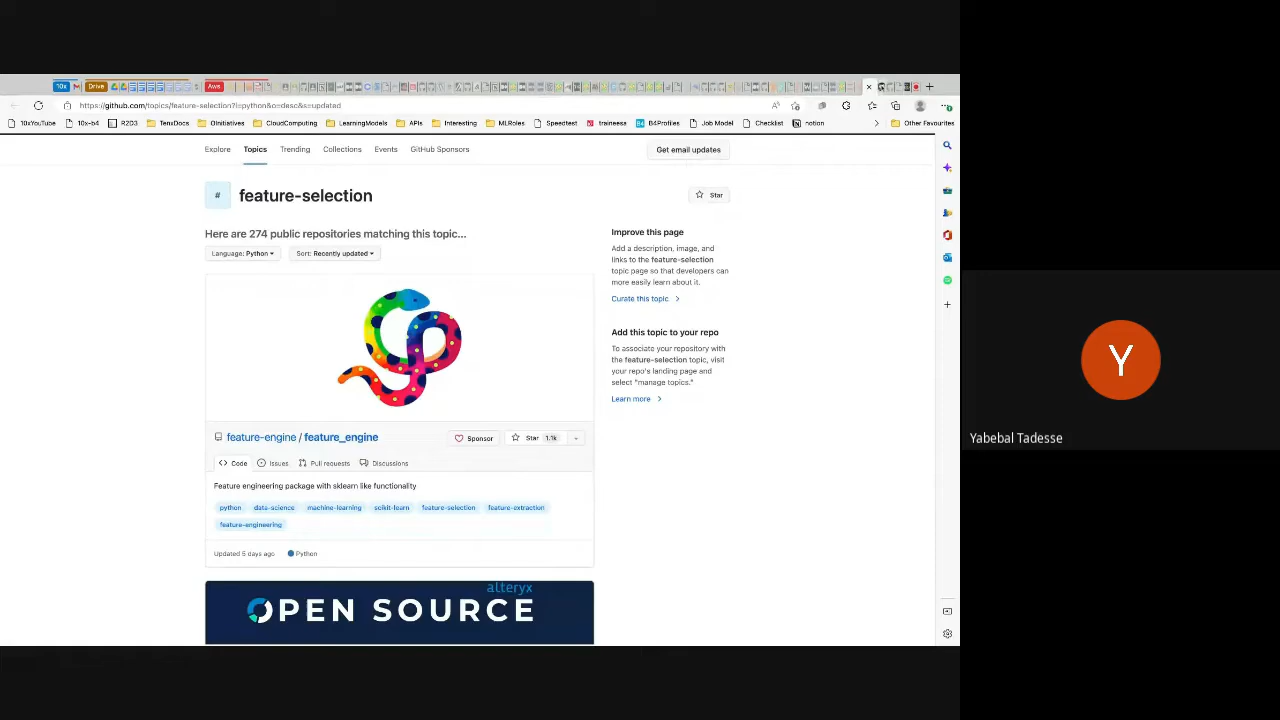 10x
Drive
Aws
https://github.com/topics/feature-selection?l=python&o=desc&s=updated
10xYouTube
10x-b4
R2D3
TenxDocs
OInitiatives
CloudComputing
LearningModels
APIs
Interesting
MLRoles
Speedtest
traineesa
B4Profiles
Job Model
Checklist
notion
Other Favourites
Explore
Topics
Trending
Collections
Events
GitHub Sponsors
Get email updates
# feature-selection
Star
Here are 274 public repositories matching this topic...
Language: Python
Sort: Recently updated
feature-engine / feature_engine
Sponsor
Star 1.1k
Code
Issues
Pull requests
Discussions
Feature engineering package with sklearn like functionality
python data-science machine-learning scikit-learn feature-selection feature-extraction
feature-engineering
Updated 5 days ago
Python
alteryx
OPEN SOURCE
Improve this page
Add a description, image, and
links to the feature-selection
topic page so that developers can
more easily learn about it.
Curate this topic
Add this topic to your repo
To associate your repository with
the feature-selection topic, visit
your repo's landing page and
select "manage topics."
Learn more
Y
Yabebal Tadesse